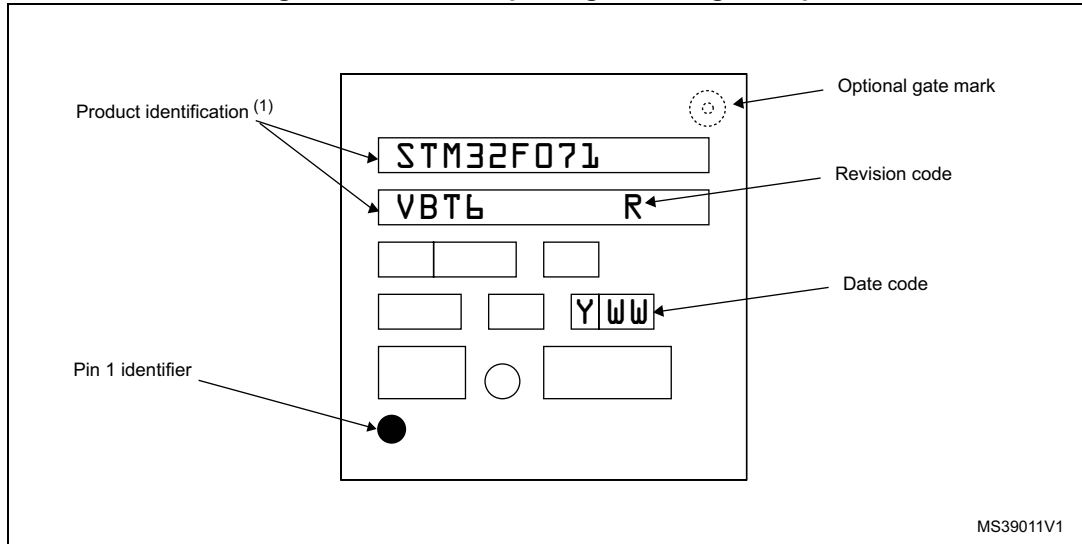 Optional gate mark
Product identification (1)
STM32F071
Revision code
VBT6 R
Date code
Y WW
Pin 1 identifier
MS39011V1